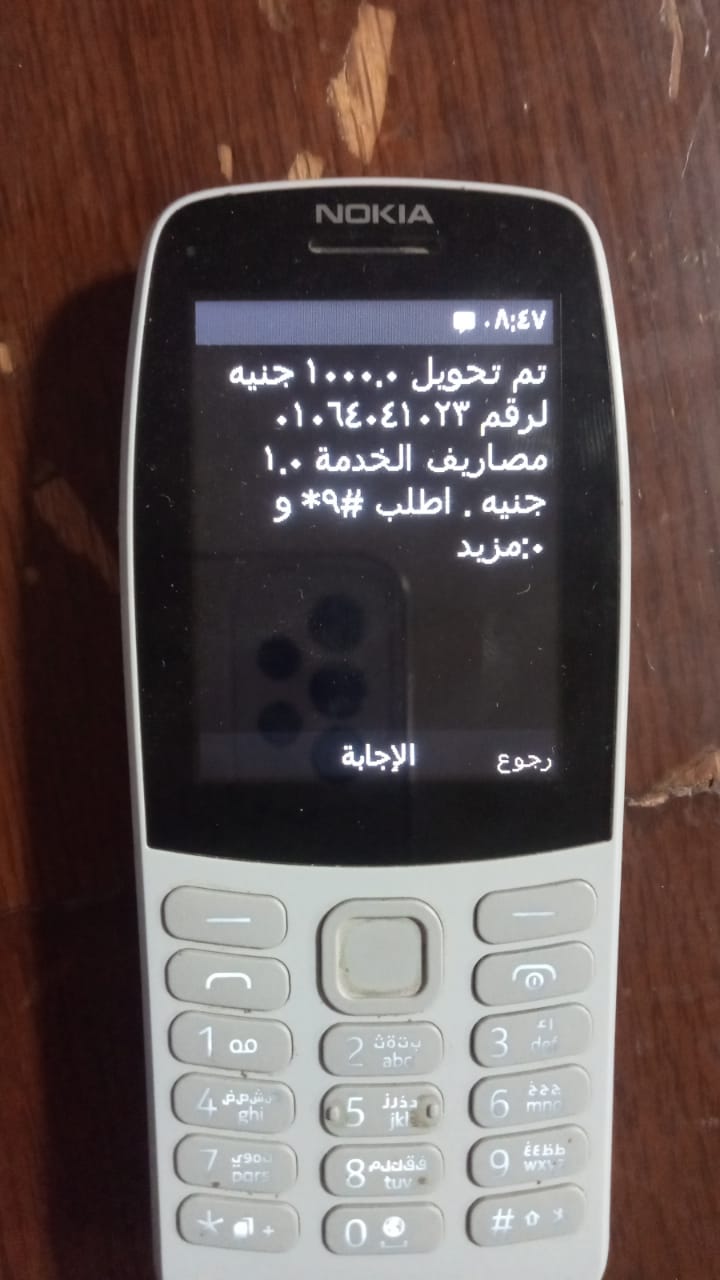 NOKIA
٠٨:٤٧
تم تحويل ١٠٠٠.٠ جنيه
لرقم ٠١٠٦٤٠٤١٠٢٣
مصاريف الخدمة ١.٠
جنيه . اطلب #٩* و
٠:مزيد
رجوع الإجابة
1
2 ب ت ة ث abc
3 ا ء def
4 س ش ص ض ghi
5 د ذ ر ز jkl
6 ج ح خ mno
7 ن ه و ي pqrs
8 ف ق ك ل م tuv
9 ط ظ ع غ wxyz
* +
0
#